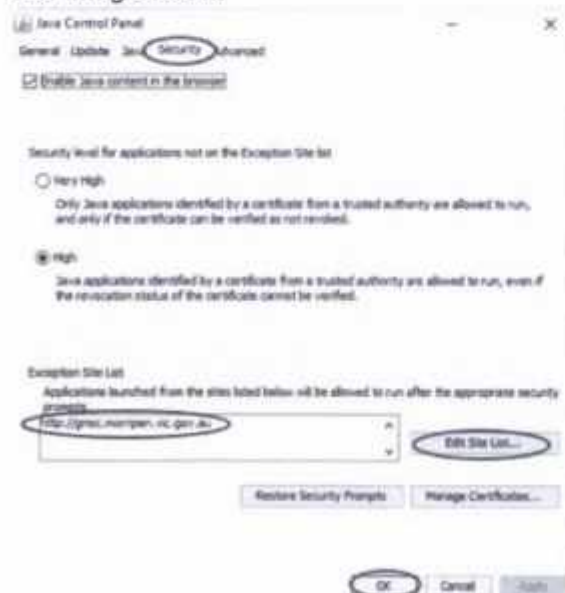 Java Control Panel
General Update Java Security Advanced
Enable Java content in the browser
Security level for applications not on the Exception Site list
Very High
Only Java applications identified by a certificate from a trusted authority are allowed to run,
and only if the certificate can be verified as not revoked.
High
Java applications identified by a certificate from a trusted authority are allowed to run, even if
the revocation status of the certificate cannot be verified.
Exception Site List
Applications launched from the sites listed below will be allowed to run after the appropriate security
prompts
.vic.gov.au
Edit Site List...
Restore Security Prompts Manage Certificates...
OK Cancel Apply